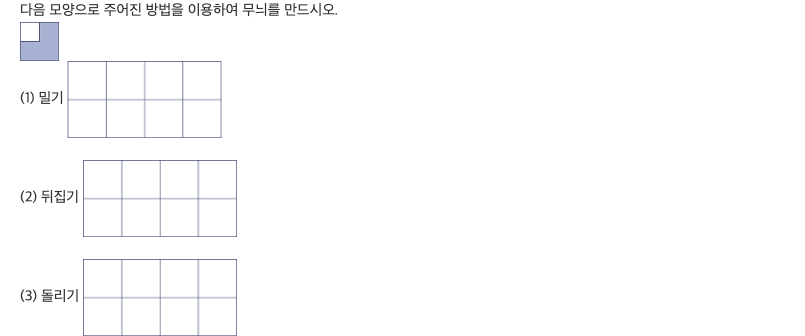 다음 모양으로 주어진 방법을 이용하여 무늬를 만드시오.
(1) 밀기
(2) 뒤집기
(3) 돌리기